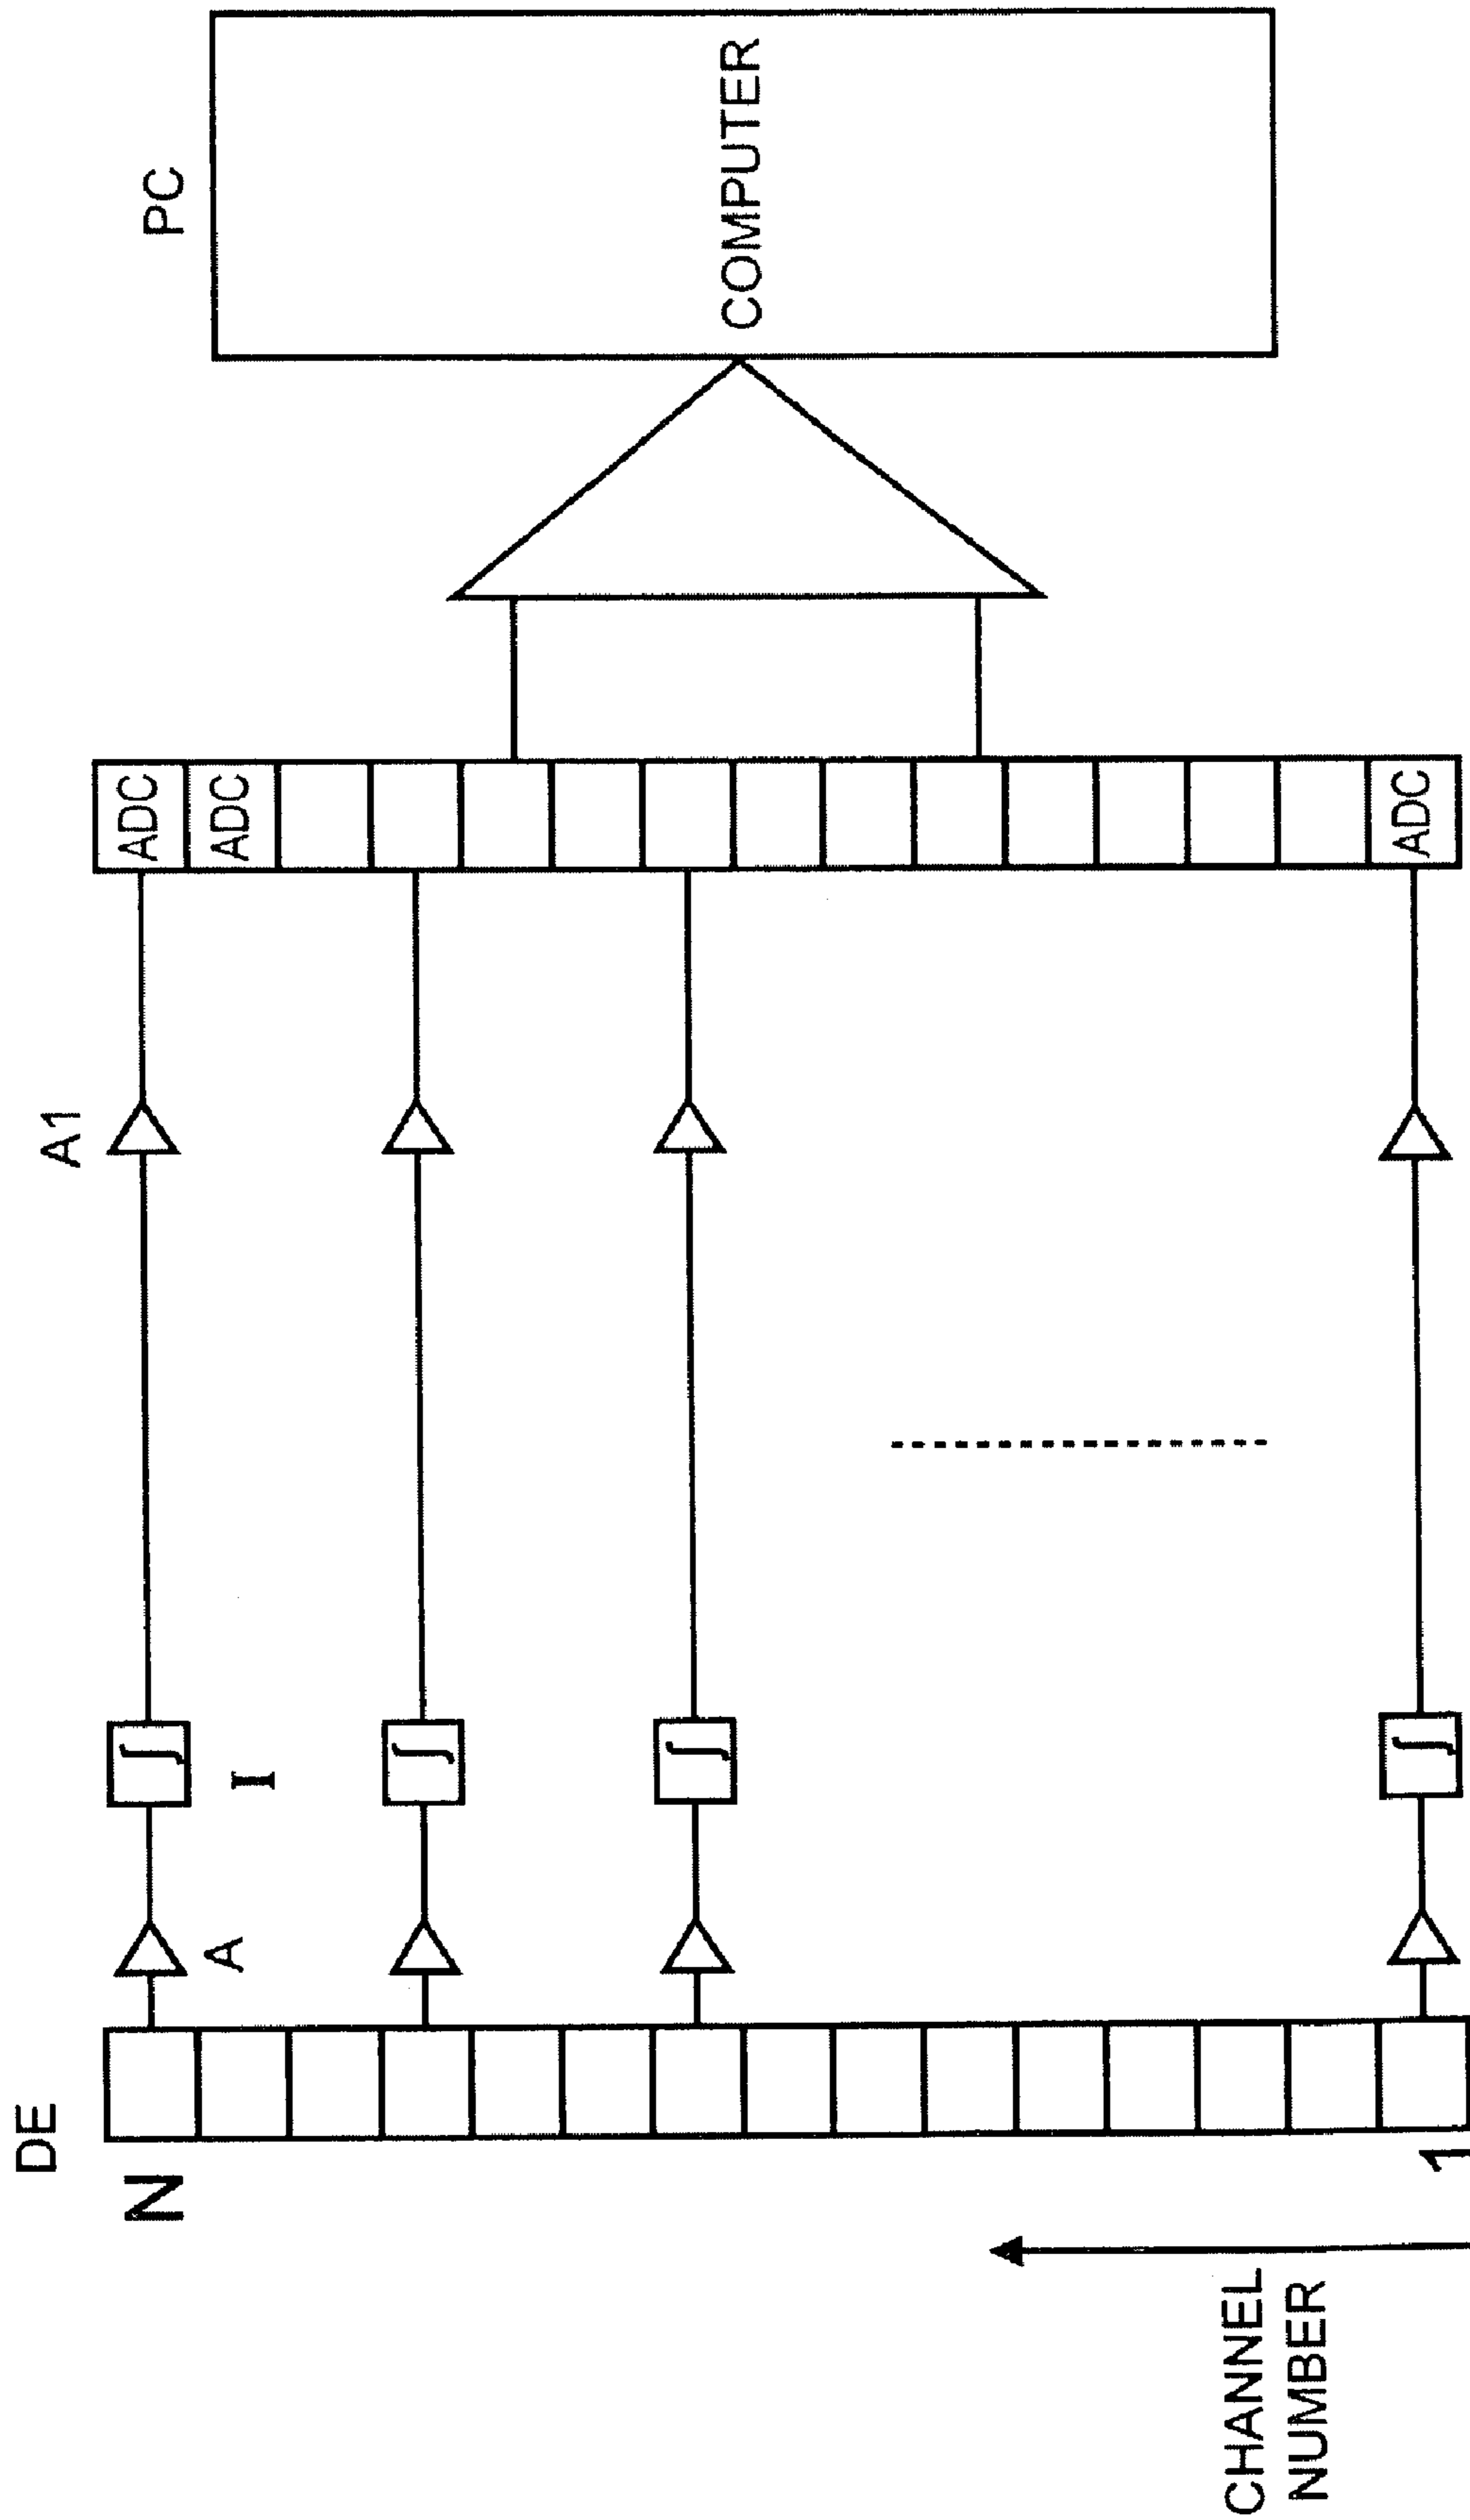 DE
N
1
CHANNEL
NUMBER
A
∫
∫
∫
∫
I
A1
ADC
ADC
ADC
PC
COMPUTER